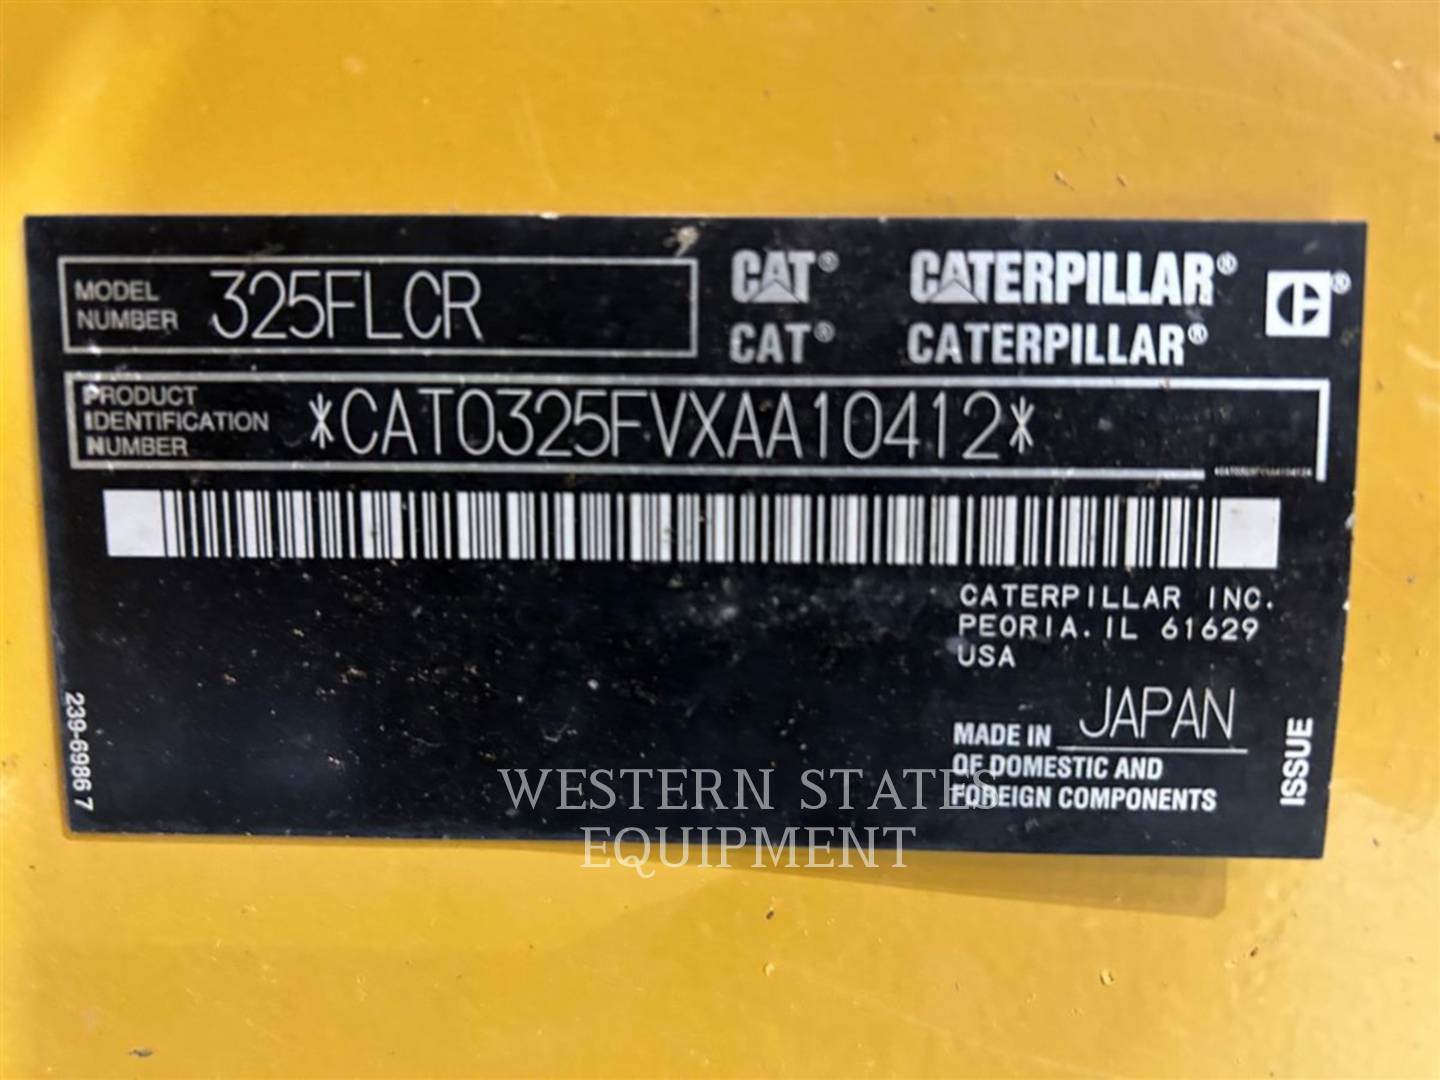 MODEL NUMBER 325FLCR
CAT® CATERPILLAR®
CAT® CATERPILLAR®
PRODUCT IDENTIFICATION NUMBER *CAT0325FVXAA10412*
CATERPILLAR INC.
PEORIA. IL 61629
USA
MADE IN JAPAN
OF DOMESTIC AND
FOREIGN COMPONENTS
ISSUE
239-6986 7
WESTERN STATES
EQUIPMENT